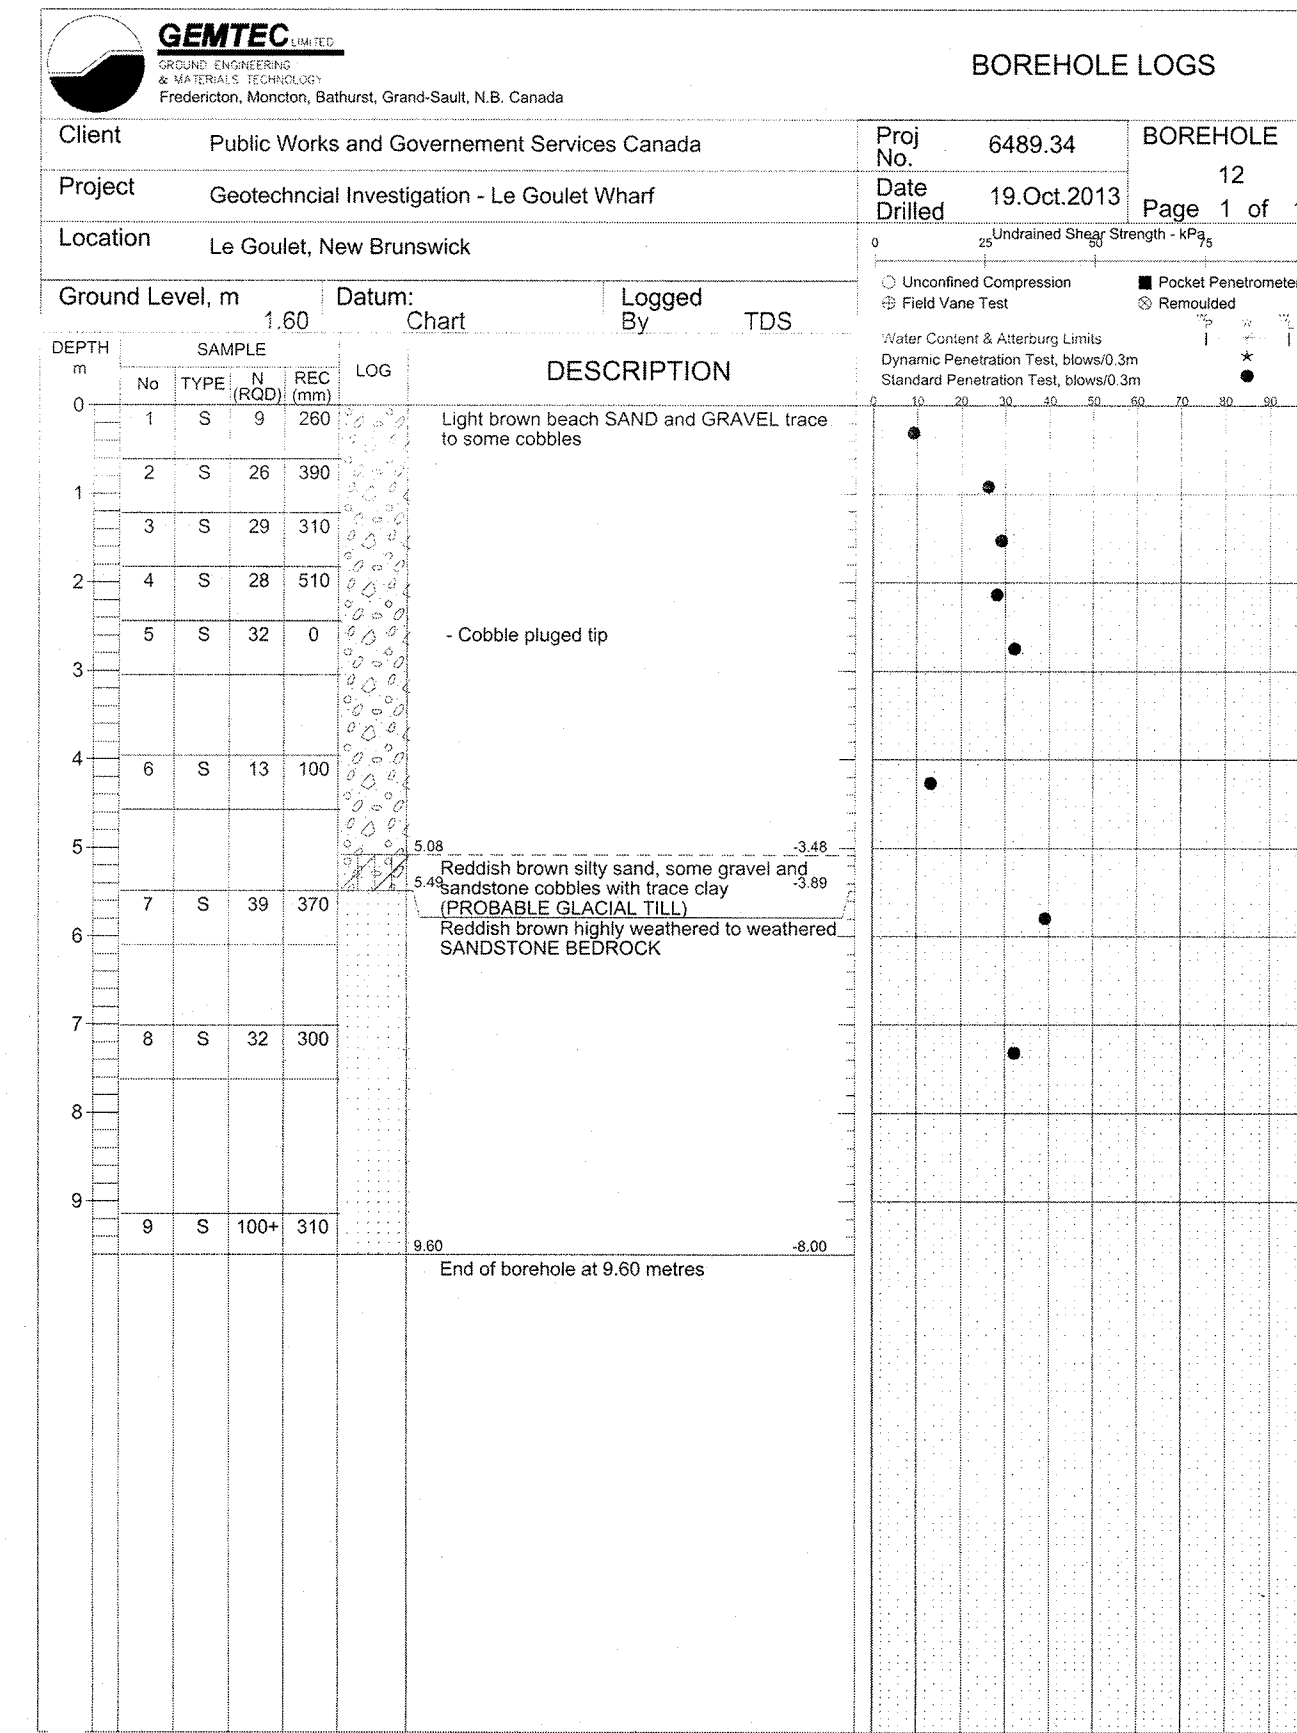 GEMTEC LIMITED
GROUND ENGINEERING
& MATERIALS TECHNOLOGY
Fredericton, Moncton, Bathurst, Grand-Sault, N.B. Canada
BOREHOLE LOGS
Client Public Works and Governement Services Canada
Proj No. 6489.34
BOREHOLE 12
Project Geotechncial Investigation - Le Goulet Wharf
Date Drilled 19.Oct.2013
Page 1 of
Location Le Goulet, New Brunswick
Undrained Shear Strength - kPa
0 25 50 75
Ground Level, m 1.60
Datum: Chart
Logged By TDS
Unconfined Compression Pocket Penetrometer
Field Vane Test Remoulded
Water Content & Atterburg Limits
Dynamic Penetration Test, blows/0.3m
Standard Penetration Test, blows/0.3m
DEPTH m
SAMPLE
No TYPE N (RQD) REC (mm)
LOG
DESCRIPTION
0 10 20 30 40 50 60 70 80 90
0
1 S 9 260
Light brown beach SAND and GRAVEL trace
to some cobbles
2 S 26 390
1
3 S 29 310
2
4 S 28 510
5 S 32 0
- Cobble pluged tip
3
4
6 S 13 100
5
5.08 -3.48
Reddish brown silty sand, some gravel and
5.49 sandstone cobbles with trace clay -3.89
(PROBABLE GLACIAL TILL)
7 S 39 370
Reddish brown highly weathered to weathered
6
SANDSTONE BEDROCK
7
8 S 32 300
8
9
9 S 100+ 310
9.60 -8.00
End of borehole at 9.60 metres